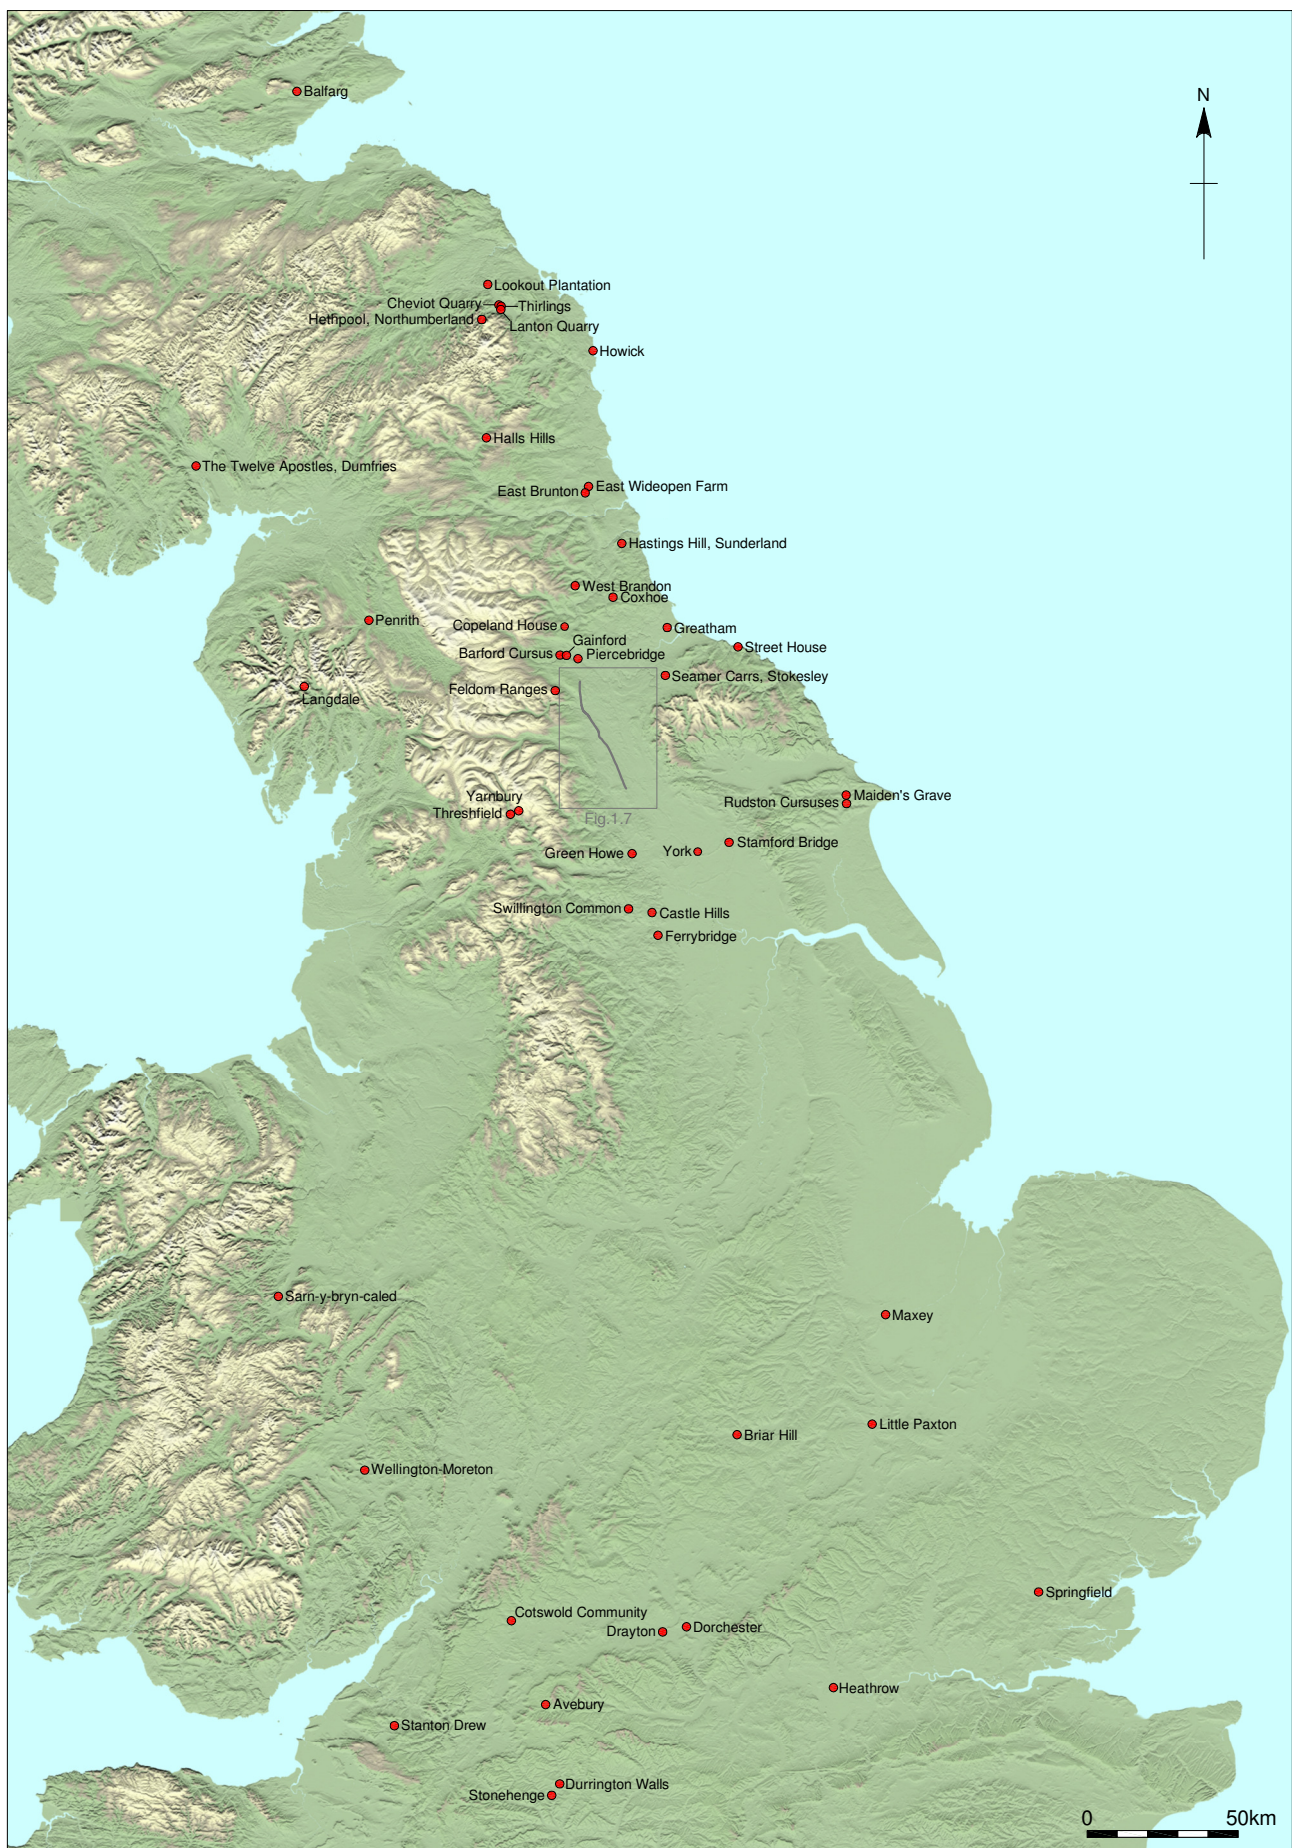 Balfarg
N
Lookout Plantation
Cheviot Quarry
Thirlings
Hethpool, Northumberland
Lanton Quarry
Howick
Halls Hills
The Twelve Apostles, Dumfries
East Wideopen Farm
East Brunton
Hastings Hill, Sunderland
West Brandon
Coxhoe
Penrith
Copeland House
Greatham
Gainford
Street House
Barford Cursus
Piercebridge
Seamer Carrs, Stokesley
Feldom Ranges
Langdale
Yarnbury
Maiden's Grave
Rudston Cursuses
Threshfield
Fig.1.7
Stamford Bridge
Green Howe
York
Swillington Common
Castle Hills
Ferrybridge
Sarn-y-bryn-caled
Maxey
Little Paxton
Briar Hill
Wellington-Moreton
Springfield
Cotswold Community
Drayton
Dorchester
Heathrow
Avebury
Stanton Drew
Durrington Walls
Stonehenge
0 50km